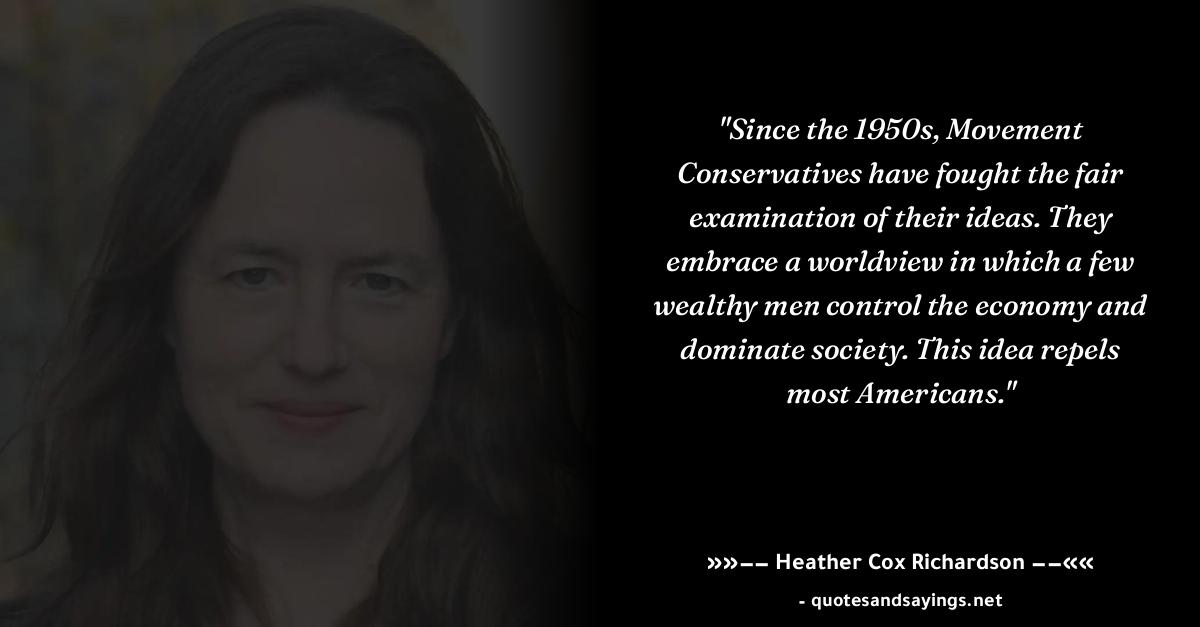 "Since the 1950s, Movement
Conservatives have fought the fair
examination of their ideas. They
embrace a worldview in which a few
wealthy men control the economy and
dominate society. This idea repels
most Americans."
»»−− Heather Cox Richardson −−««
- quotesandsayings.net